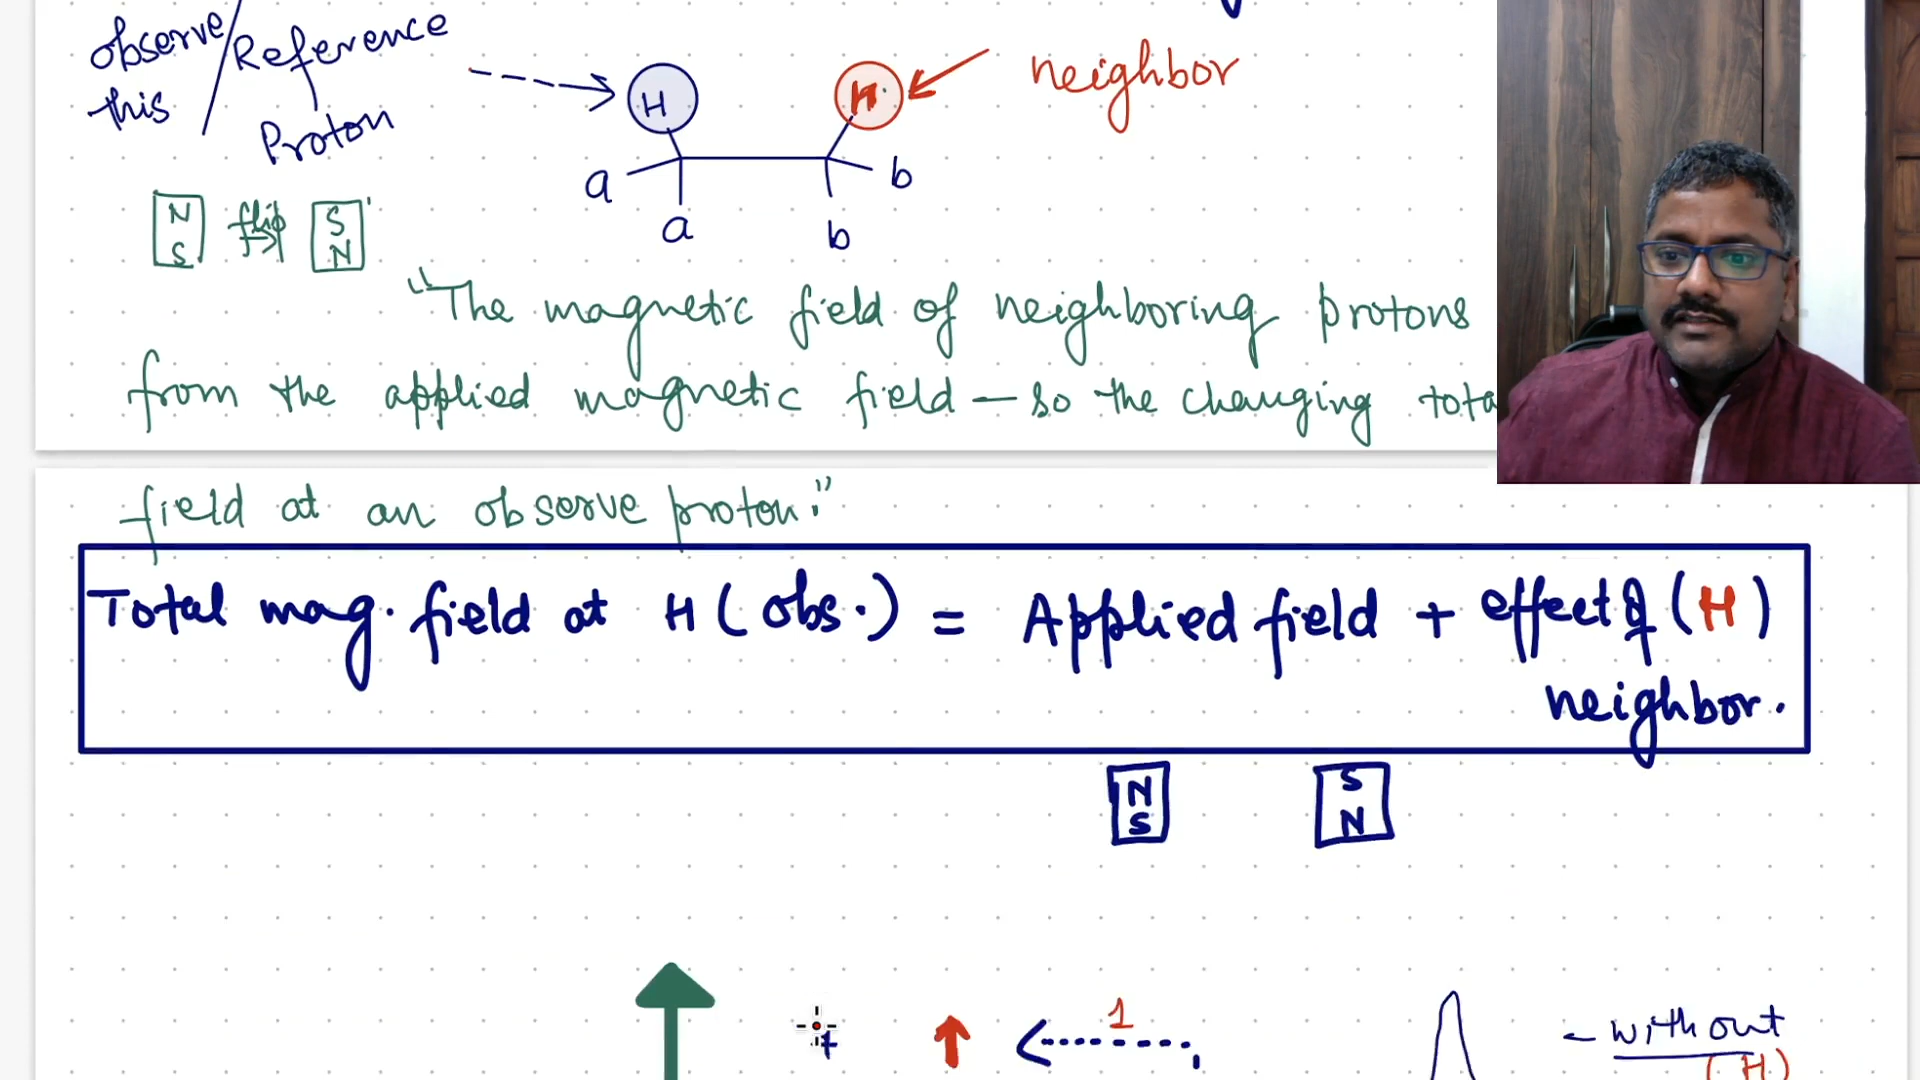 observe / Reference
this Proton
H H neighbor
a a b b
N flip S
S → N
"The magnetic field of neighboring protons
from the applied magnetic field — so the changing tota
field at an observe proton."
Total mag. field at H (obs.) = Applied field + effect of (H)
neighbor.
N S
S N
+ 1 ← without
(H)